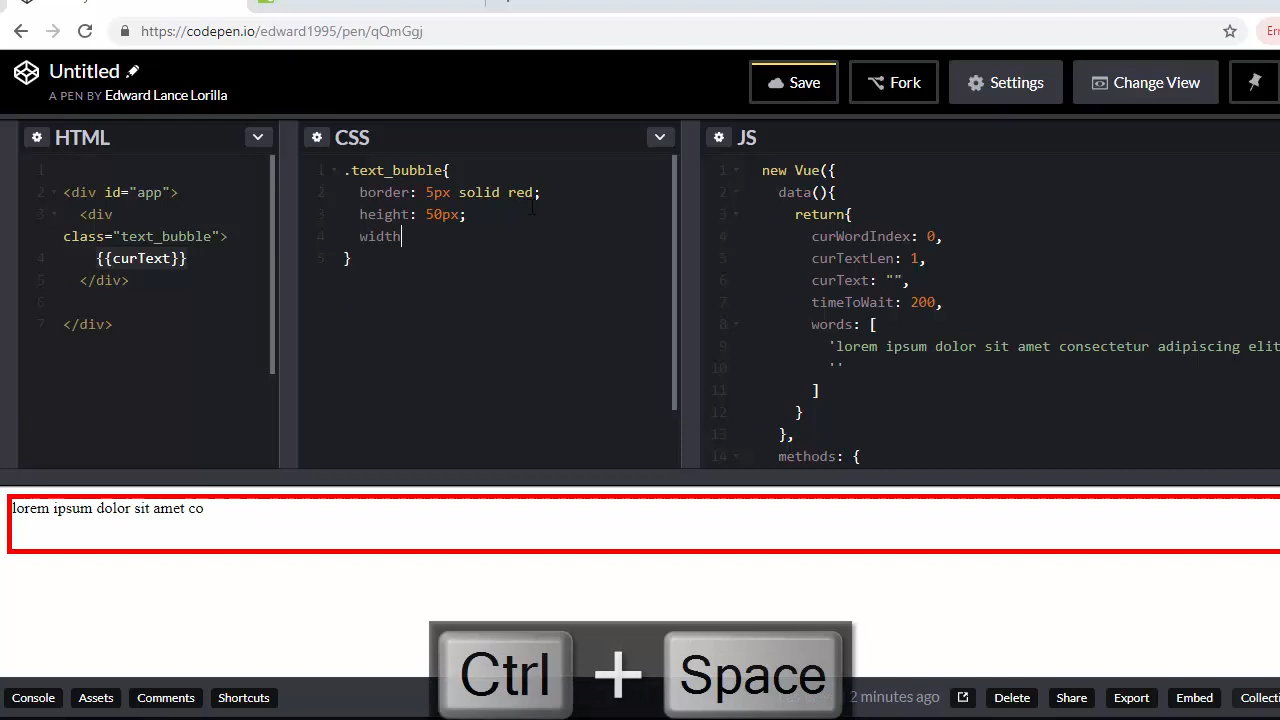 https://codepen.io/edward1995/pen/qQmGgj
Untitled
A PEN BY Edward Lance Lorilla
Save
Fork
Settings
Change View
HTML
1
2 <div id="app">
3 <div
class="text_bubble">
4 {{curText}}
5 </div>
6
7 </div>
CSS
1 .text_bubble{
2 border: 5px solid red;
3 height: 50px;
4 width
5 }
JS
1 new Vue({
2 data(){
3 return{
4 curWordIndex: 0,
5 curTextLen: 1,
6 curText: "",
7 timeToWait: 200,
8 words: [
9 'lorem ipsum dolor sit amet consectetur adipiscing elit
10 ''
11 ]
12 }
13 },
14 methods: {
lorem ipsum dolor sit amet co
Ctrl + Space
Console
Assets
Comments
Shortcuts
2 minutes ago
Delete
Share
Export
Embed
Collecti